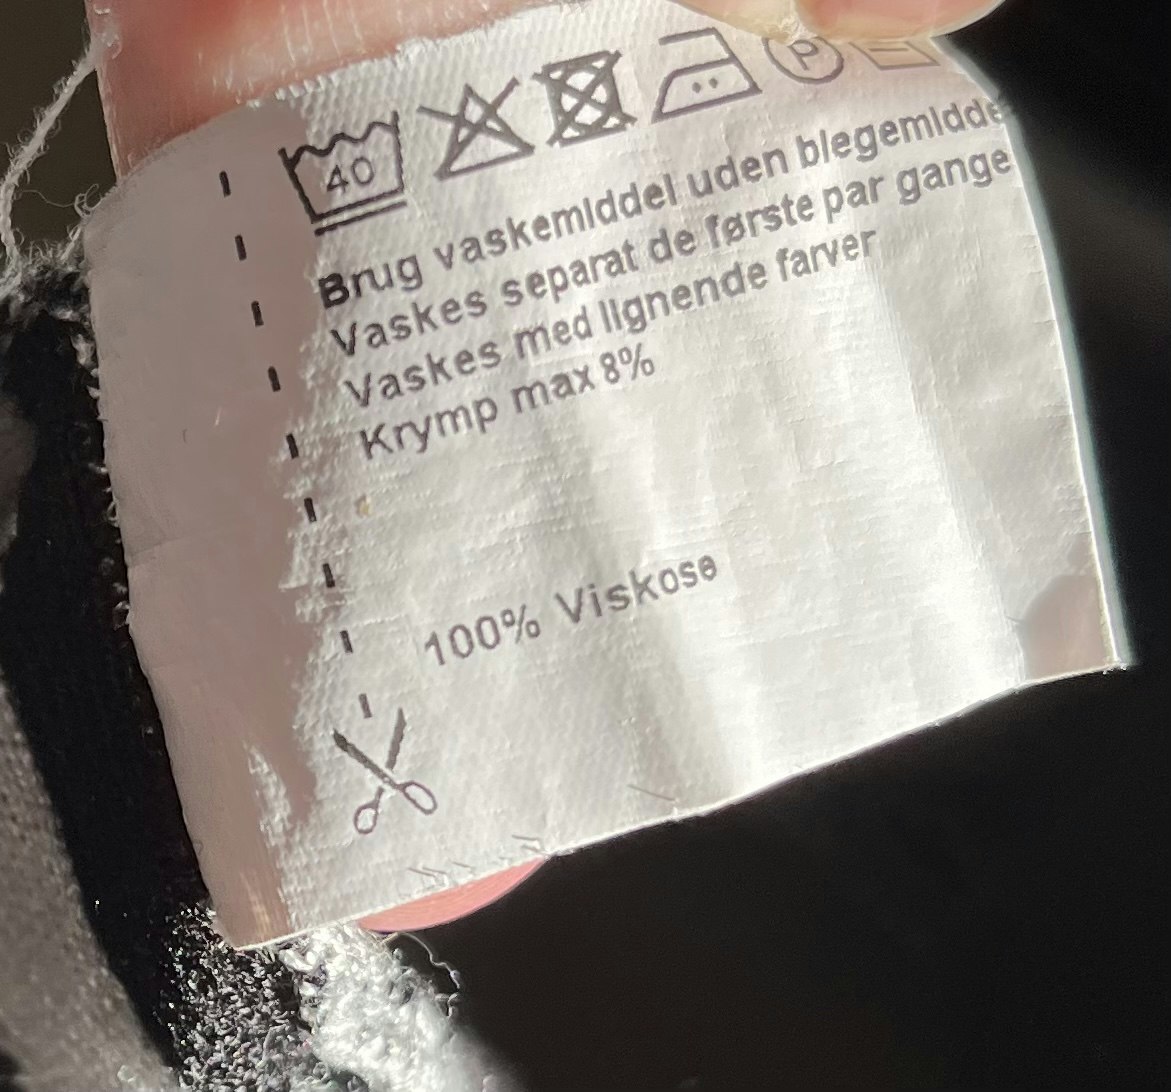 40 P
Brug vaskemiddel uden blegemidde
Vaskes separat de første par gange
Vaskes med lignende farver
Krymp max 8%
100% Viskose